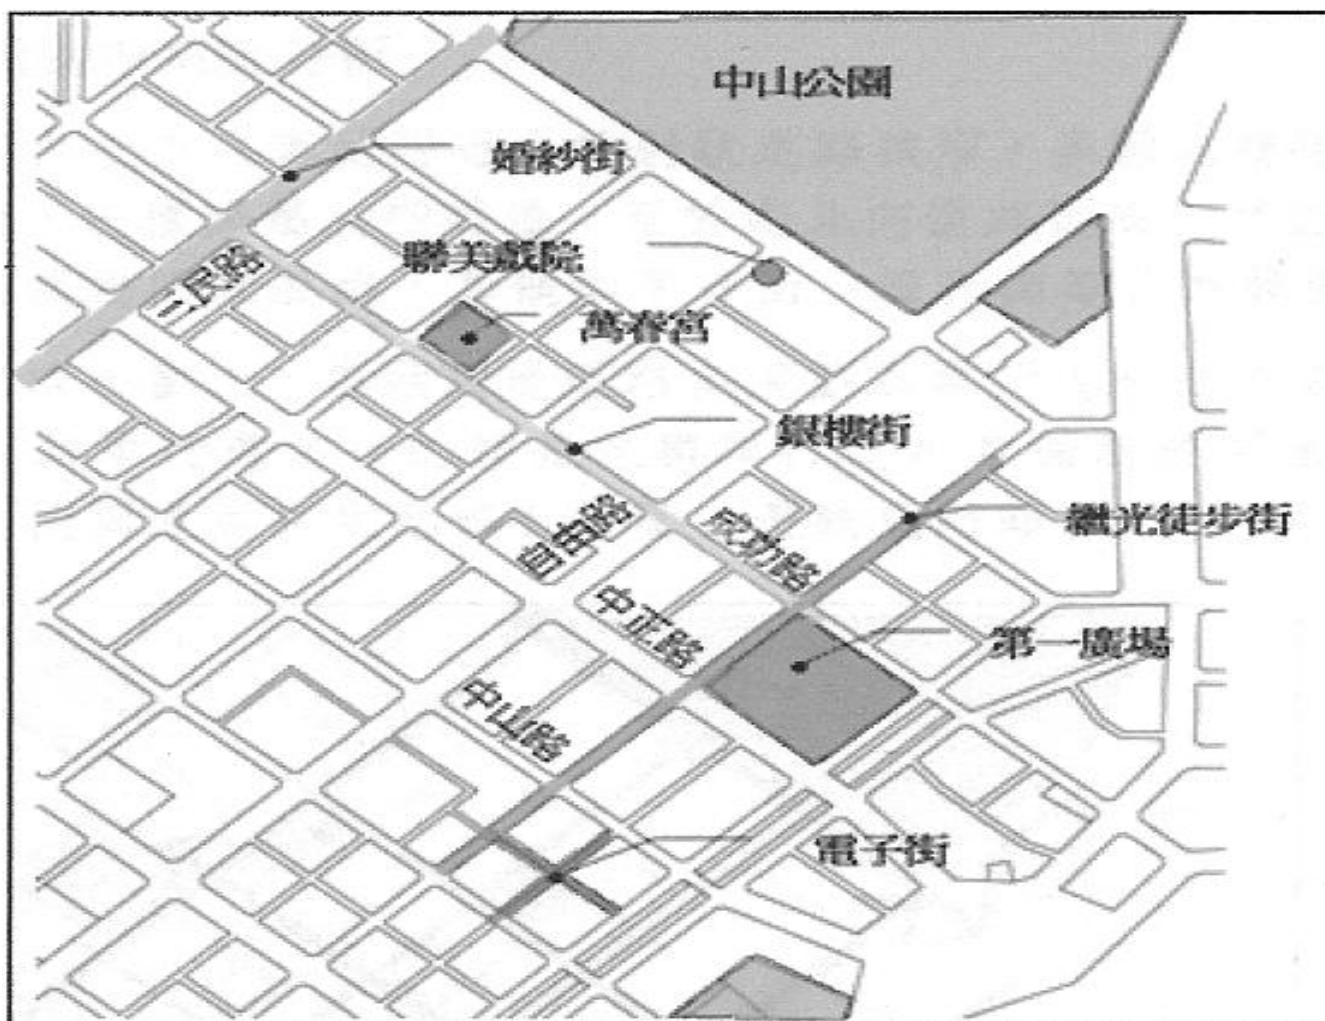 中山公園
婚紗街
聯美戲院
三民路
萬春宮
銀樓街
自由路
成功路
繼光徒步街
中正路
第一廣場
中山路
電子街